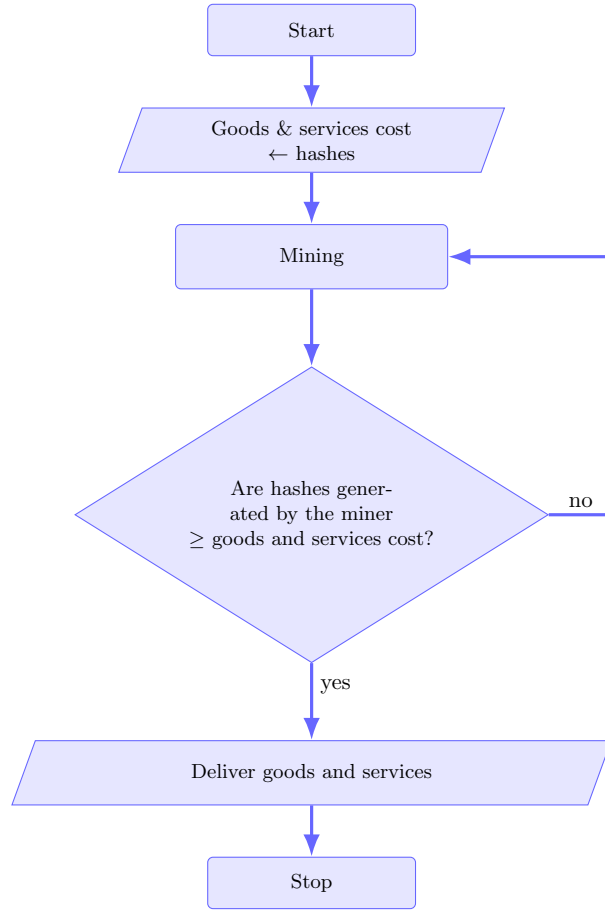 Start
Goods & services cost
← hashes
Mining
Are hashes gener-
ated by the miner
≥ goods and services cost?
no
yes
Deliver goods and services
Stop